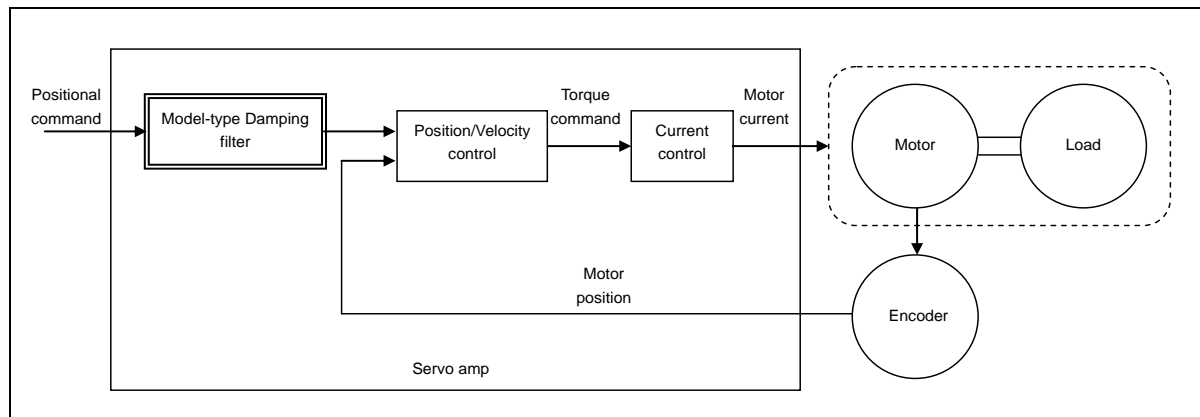 Positional
command
Model-type Damping
filter
Position/Velocity
control
Torque
command
Current
control
Motor
current
Motor
Load
Encoder
Motor
position
Servo amp